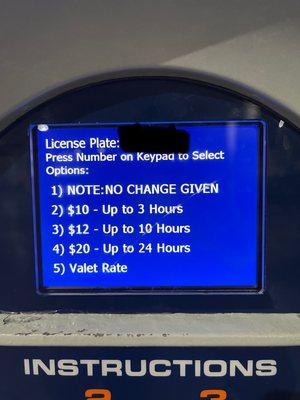 License Plate:
Press Number on Keypad to Select
Options:
1) NOTE:NO CHANGE GIVEN
2) $10 - Up to 3 Hours
3) $12 - Up to 10 Hours
4) $20 - Up to 24 Hours
5) Valet Rate
INSTRUCTIONS